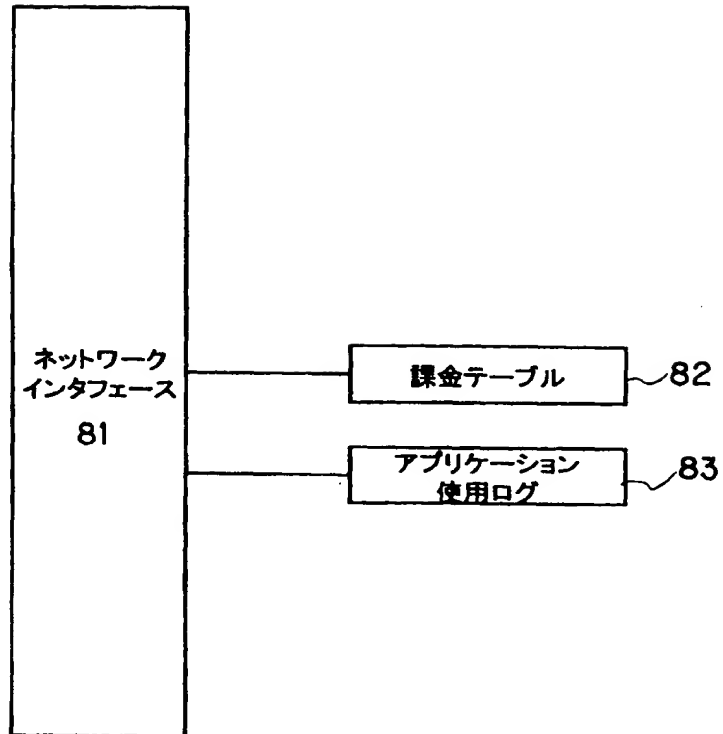 ネットワーク
インタフェース
81
課金テーブル
82
アプリケーション
使用ログ
83